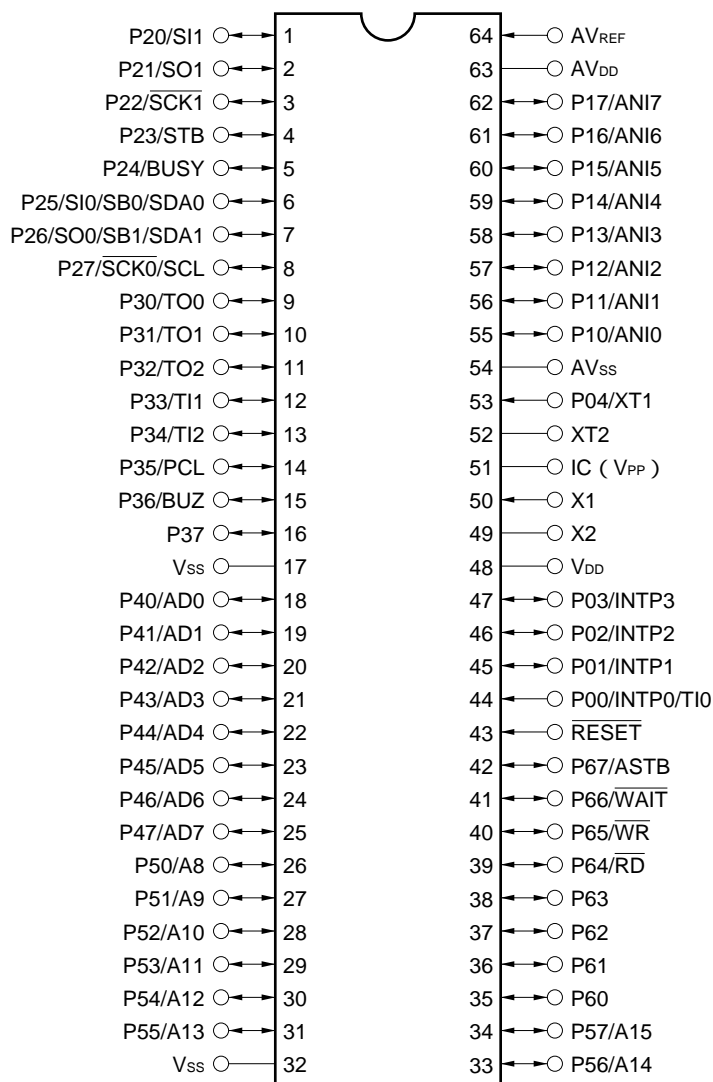 P20/SI1 1 64 AVREF
P21/SO1 2 63 AVDD
P22/SCK1 3 62 P17/ANI7
P23/STB 4 61 P16/ANI6
P24/BUSY 5 60 P15/ANI5
P25/SI0/SB0/SDA0 6 59 P14/ANI4
P26/SO0/SB1/SDA1 7 58 P13/ANI3
P27/SCK0/SCL 8 57 P12/ANI2
P30/TO0 9 56 P11/ANI1
P31/TO1 10 55 P10/ANI0
P32/TO2 11 54 AVSS
P33/TI1 12 53 P04/XT1
P34/TI2 13 52 XT2
P35/PCL 14 51 IC (VPP)
P36/BUZ 15 50 X1
P37 16 49 X2
VSS 17 48 VDD
P40/AD0 18 47 P03/INTP3
P41/AD1 19 46 P02/INTP2
P42/AD2 20 45 P01/INTP1
P43/AD3 21 44 P00/INTP0/TI0
P44/AD4 22 43 RESET
P45/AD5 23 42 P67/ASTB
P46/AD6 24 41 P66/WAIT
P47/AD7 25 40 P65/WR
P50/A8 26 39 P64/RD
P51/A9 27 38 P63
P52/A10 28 37 P62
P53/A11 29 36 P61
P54/A12 30 35 P60
P55/A13 31 34 P57/A15
VSS 32 33 P56/A14